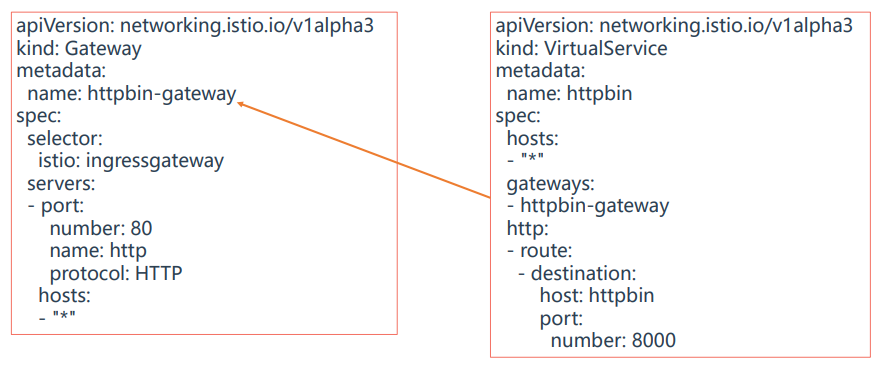 apiVersion: networking.istio.io/v1alpha3
kind: Gateway
metadata:
  name: httpbin-gateway
spec:
  selector:
    istio: ingressgateway
  servers:
  - port:
      number: 80
      name: http
      protocol: HTTP
    hosts:
    - "*"
apiVersion: networking.istio.io/v1alpha3
kind: VirtualService
metadata:
  name: httpbin
spec:
  hosts:
  - "*"
  gateways:
  - httpbin-gateway
  http:
  - route:
    - destination:
        host: httpbin
        port:
          number: 8000